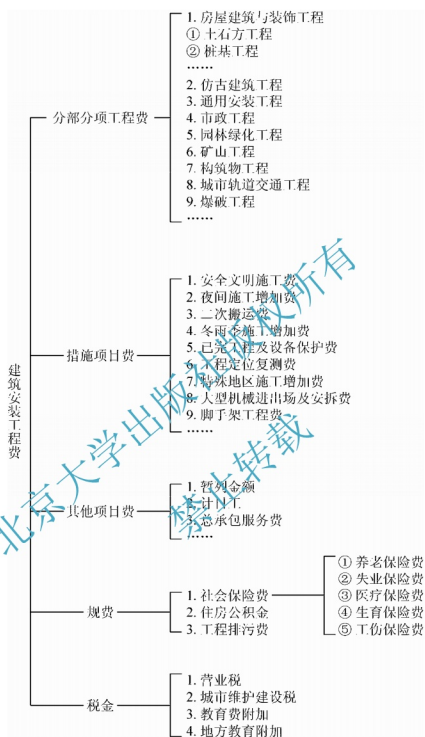 1. 房屋建筑与装饰工程
① 土石方工程
② 桩基工程
……
分部分项工程费
2. 仿古建筑工程
3. 通用安装工程
4. 市政工程
5. 园林绿化工程
6. 矿山工程
7. 构筑物工程
8. 城市轨道交通工程
9. 爆破工程
……
建筑安装工程费
措施项目费
1. 安全文明施工费
2. 夜间施工增加费
3. 二次搬运费
4. 冬雨季施工增加费
5. 已完工程及设备保护费
6. 工程定位复测费
7. 特殊地区施工增加费
8. 大型机械进出场及安拆费
9. 脚手架工程费
……
其他项目费
1. 暂列金额
2. 计日工
3. 总承包服务费
……
规费
1. 社会保险费
2. 住房公积金
3. 工程排污费
① 养老保险费
② 失业保险费
③ 医疗保险费
④ 生育保险费
⑤ 工伤保险费
税金
1. 营业税
2. 城市维护建设税
3. 教育费附加
4. 地方教育附加
北京大学出版社版权所有
禁止转载